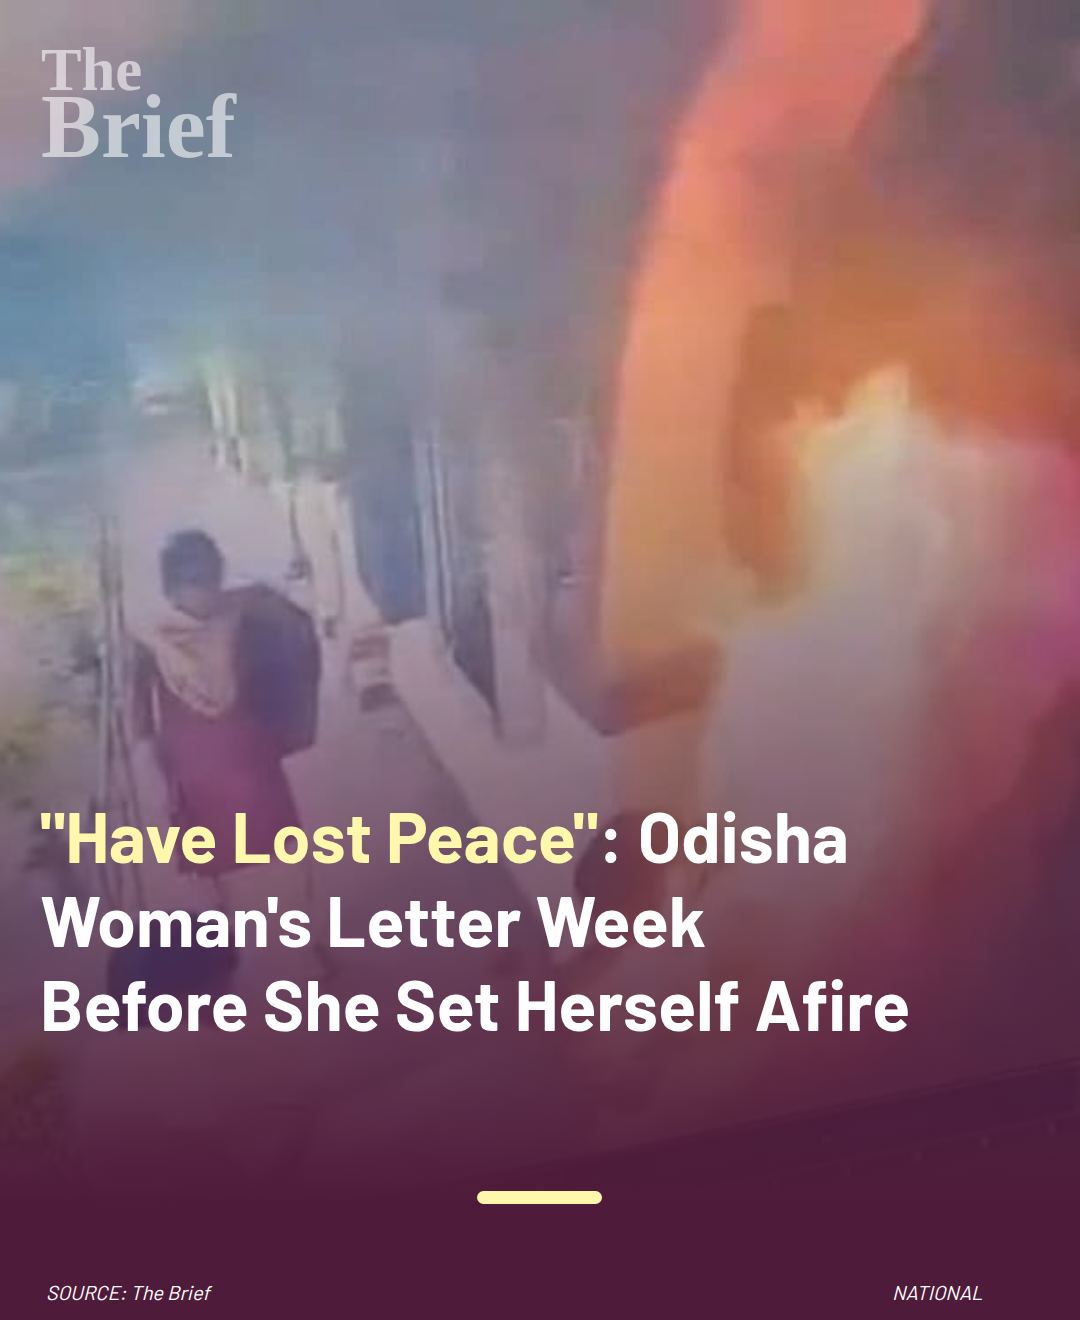 The
Brief
"Have Lost Peace": Odisha
Woman's Letter Week
Before She Set Herself Afire
SOURCE: The Brief
NATIONAL